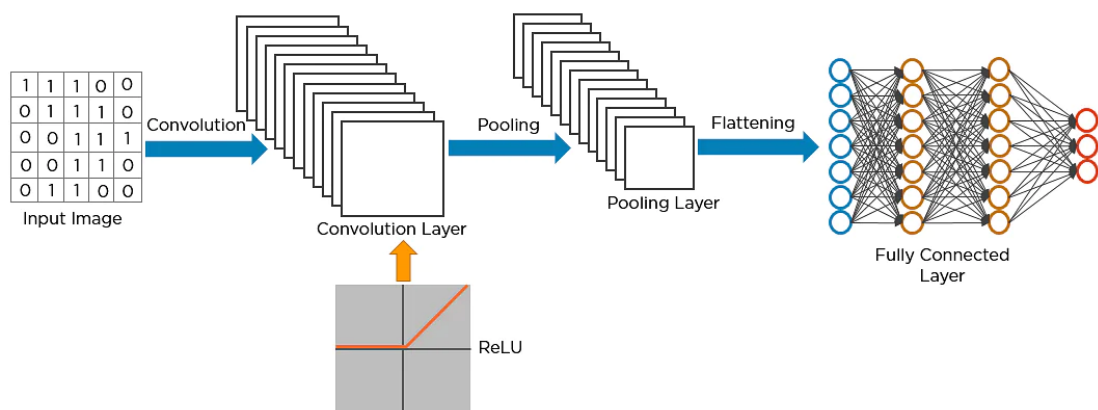 1 1 1 0 0
0 1 1 1 0
0 0 1 1 1
0 0 1 1 0
0 1 1 0 0
Input Image
Convolution
Convolution Layer
ReLU
Pooling
Pooling Layer
Flattening
Fully Connected
Layer